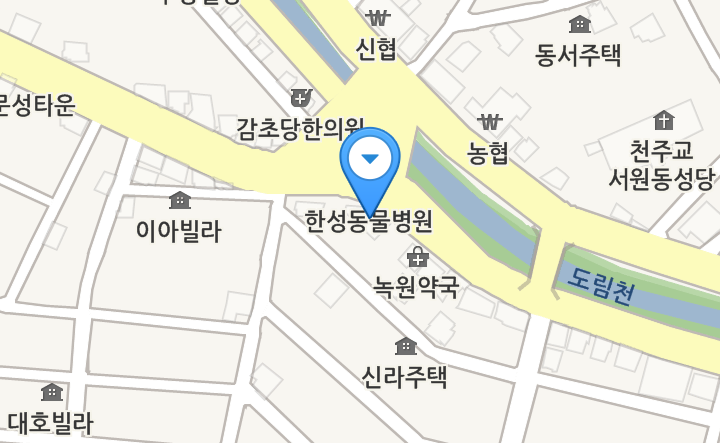 신협
동서주택
문성타운
감초당한의원
농협
천주교
서원동성당
한성동물병원
이아빌라
녹원약국
도림천
신라주택
대호빌라